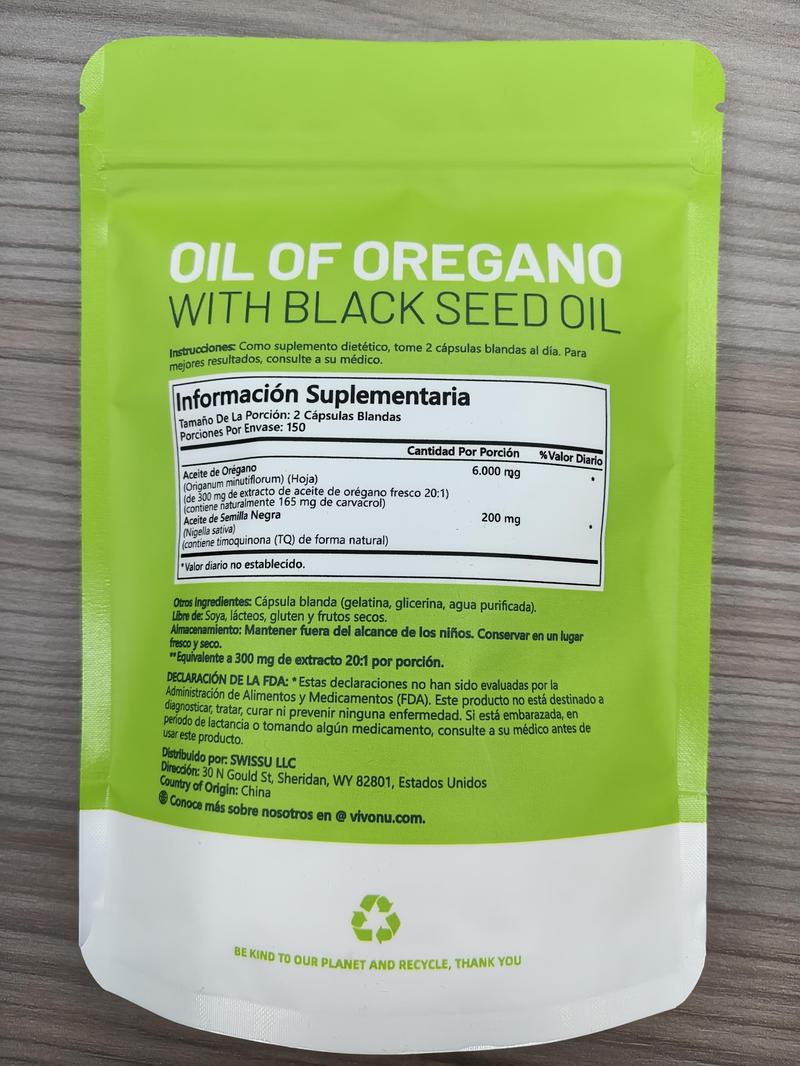 OIL OF OREGANO
WITH BLACK SEED OIL
Instrucciones: Como suplemento dietético, tome 2 cápsulas blandas al día. Para
mejores resultados, consulte a su médico.
Información Suplementaria
Tamaño De La Porción: 2 Cápsulas Blandas
Porciones Por Envase: 150
Cantidad Por Porción %Valor Diario
Aceite de Orégano 6.000 mg *
(Origanum minutiflorum) (Hoja)
(de 300 mg de extracto de aceite de orégano fresco 20:1)
(contiene naturalmente 165 mg de carvacrol)
Aceite de Semilla Negra 200 mg *
(Nigella sativa)
(contiene timoquinona (TQ) de forma natural)
*Valor diario no establecido.
Otros Ingredientes: Cápsula blanda (gelatina, glicerina, agua purificada).
Libre de: Soya, lácteos, gluten y frutos secos.
Almacenamiento: Mantener fuera del alcance de los niños. Conservar en un lugar
fresco y seco.
**Equivalente a 300 mg de extracto 20:1 por porción.
DECLARACIÓN DE LA FDA: *Estas declaraciones no han sido evaluadas por la
Administración de Alimentos y Medicamentos (FDA). Este producto no está destinado a
diagnosticar, tratar, curar ni prevenir ninguna enfermedad. Si está embarazada, en
período de lactancia o tomando algún medicamento, consulte a su médico antes de
usar este producto.
Distribuido por: SWISSU LLC
Dirección: 30 N Gould St, Sheridan, WY 82801, Estados Unidos
Country of Origin: China
Conoce más sobre nosotros en @ vivonu.com.
BE KIND TO OUR PLANET AND RECYCLE, THANK YOU